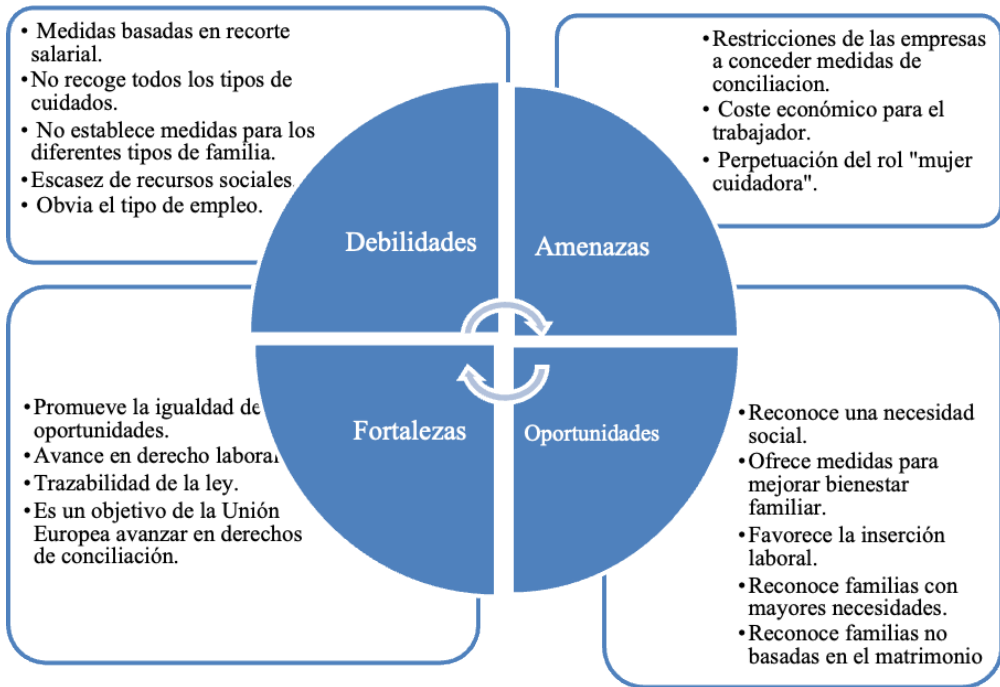 • Medidas basadas en recorte
salarial.
•No recoge todos los tipos de
cuidados.
• No establece medidas para los
diferentes tipos de familia.
•Escasez de recursos sociales.
• Obvia el tipo de empleo.
•Restricciones de las empresas
a conceder medidas de
conciliacion.
• Coste económico para el
trabajador.
• Perpetuación del rol "mujer
cuidadora".
Debilidades
Amenazas
Fortalezas
Oportunidades
•Promueve la igualdad de
oportunidades.
•Avance en derecho laboral
•Trazabilidad de la ley.
•Es un objetivo de la Unión
Europea avanzar en derechos
de conciliación.
•Reconoce una necesidad
social.
•Ofrece medidas para
mejorar bienestar
familiar.
•Favorece la inserción
laboral.
•Reconoce familias con
mayores necesidades.
•Reconoce familias no
basadas en el matrimonio